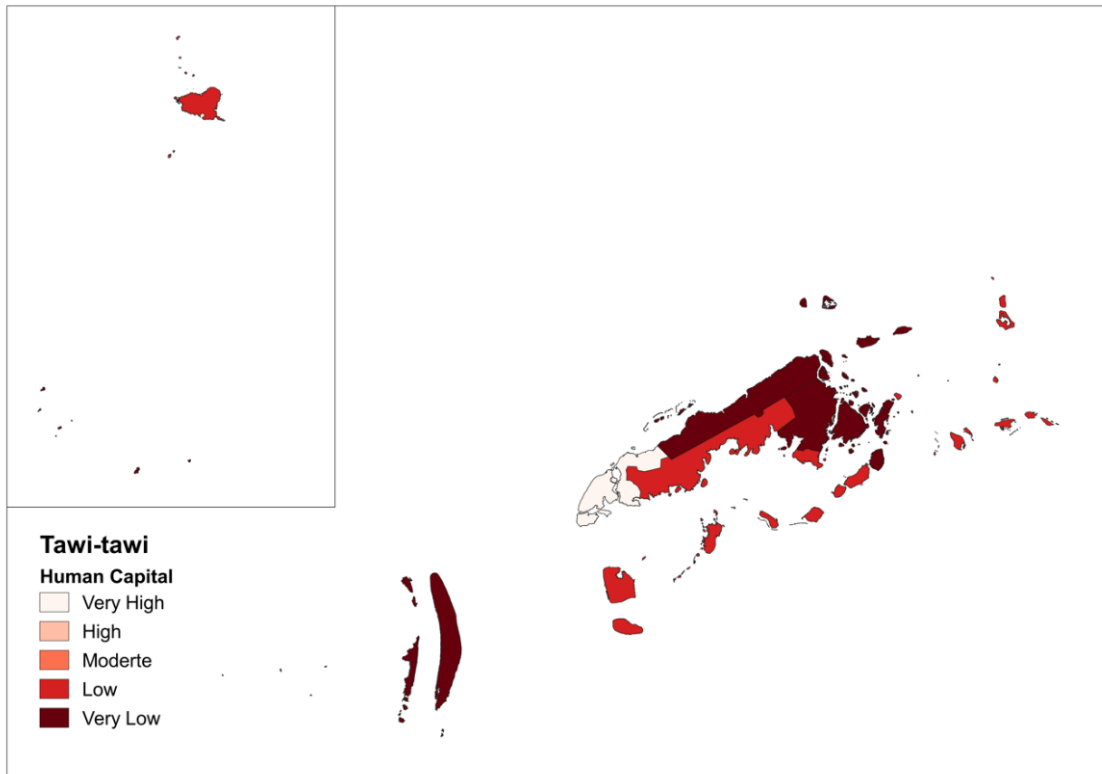 Tawi-tawi
Human Capital
Very High
High
Moderte
Low
Very Low